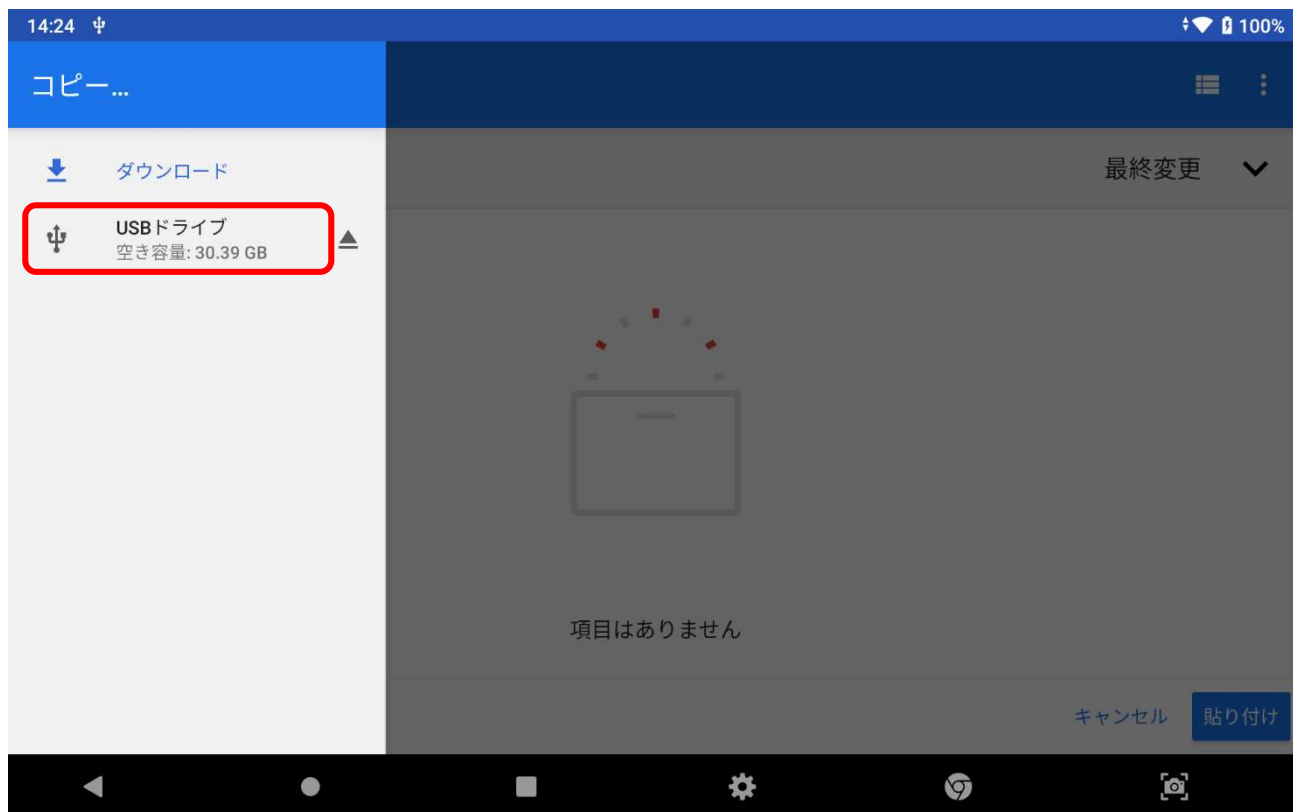 14:24
100%
コピー...
ダウンロード
最終変更
USBドライブ
空き容量: 30.39 GB
項目はありません
キャンセル
貼り付け